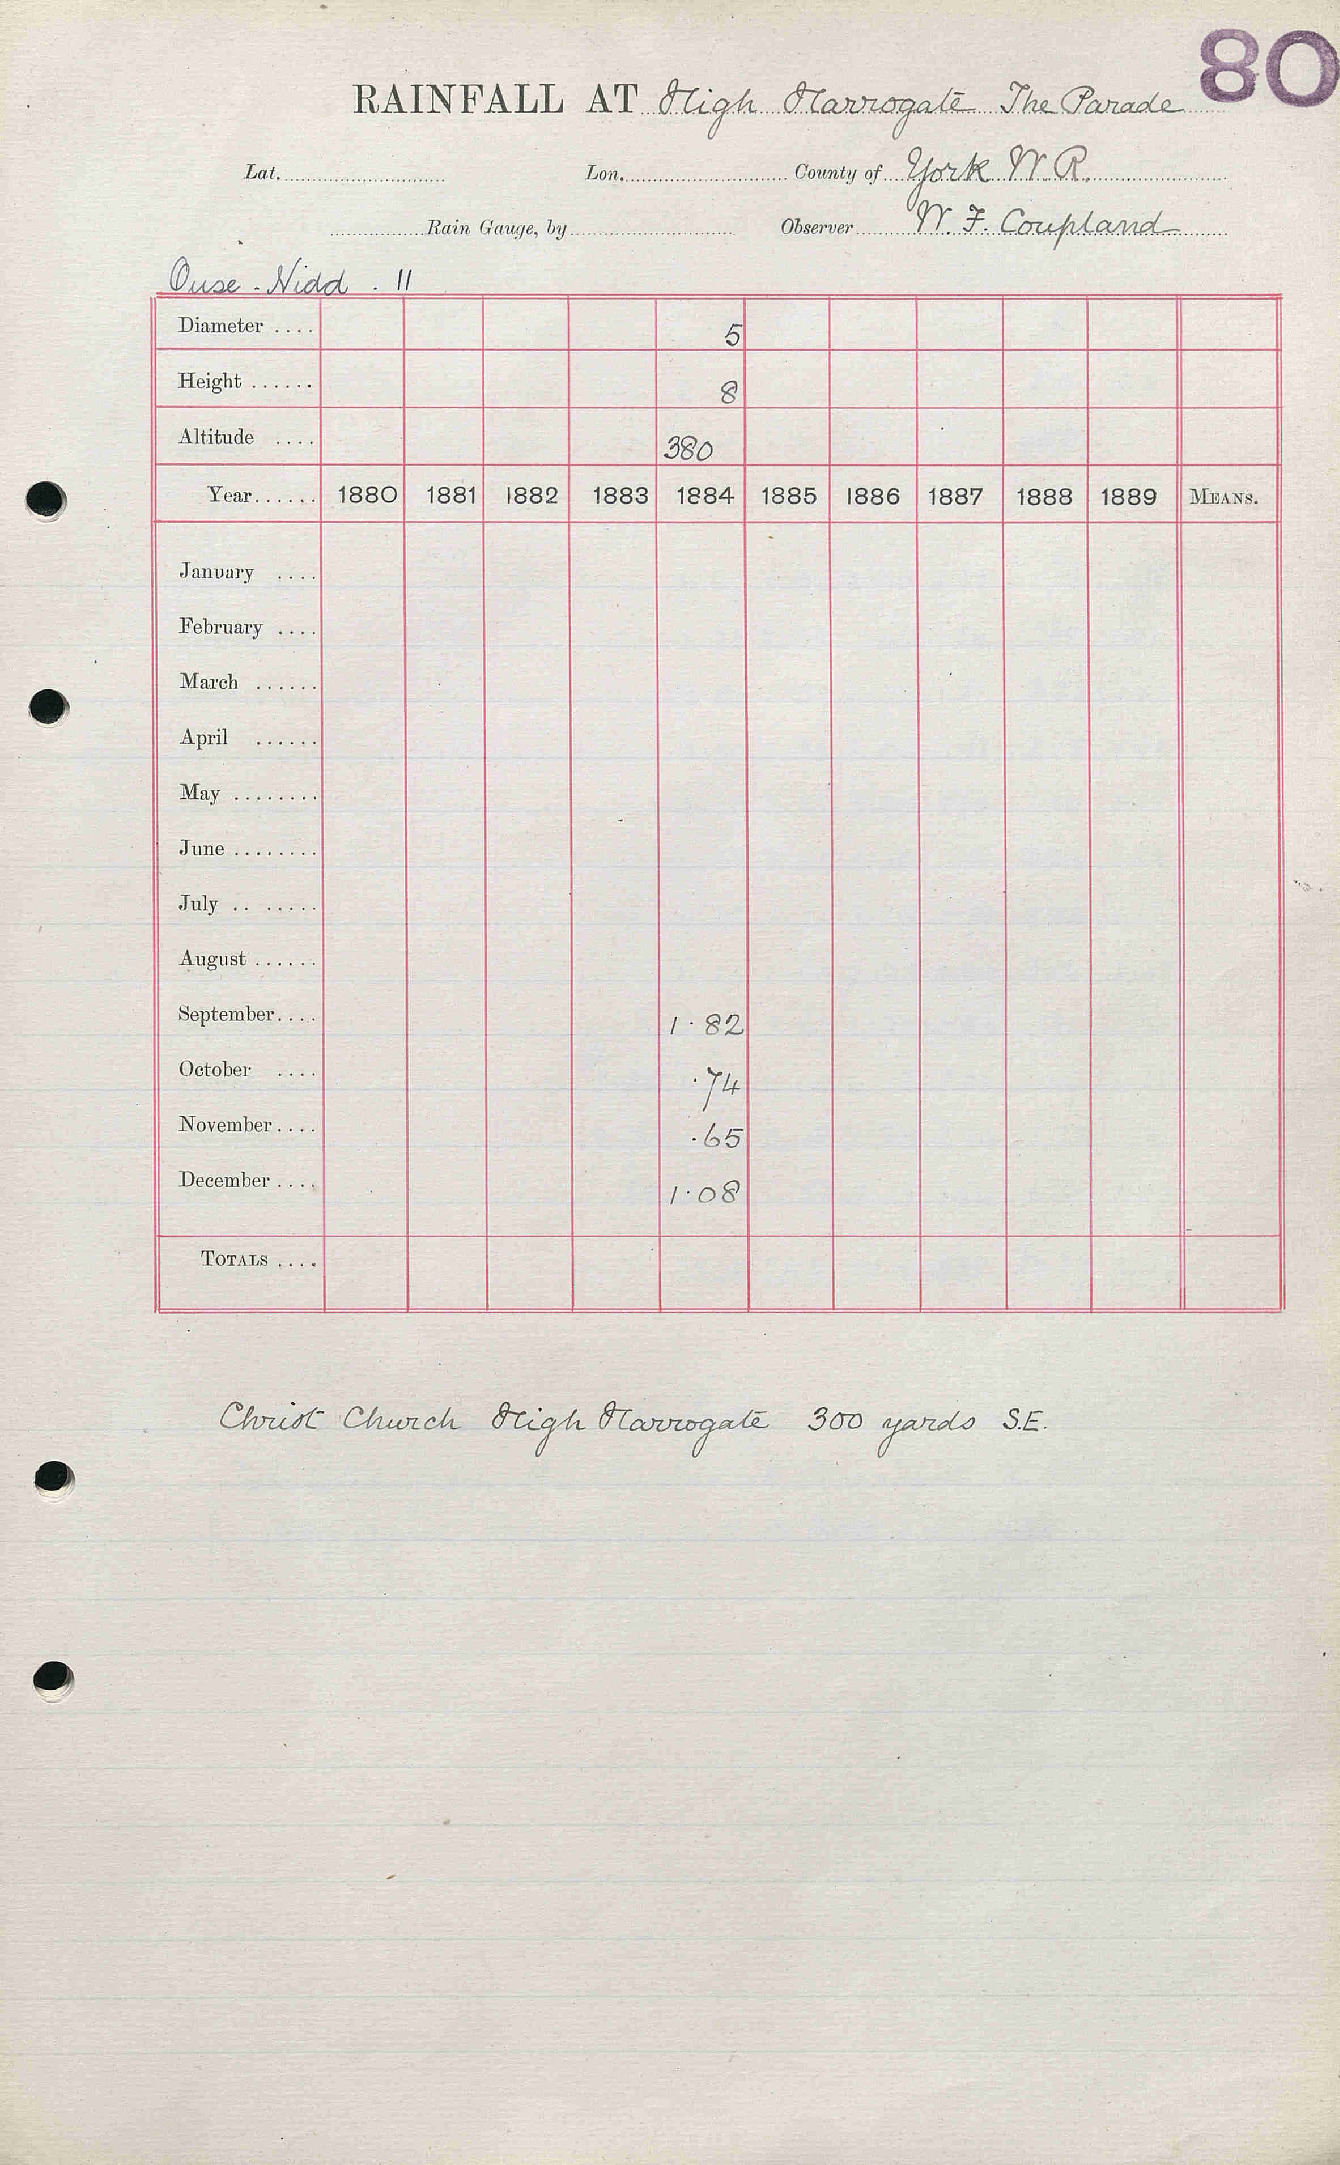 80
RAINFALL AT High Harrogate The Parade
Lat. Lon. County of York W.R.
Rain Gauge, by Observer W. F. Coupland
Ouse - Nidd . 11
Diameter .... 5
Height ...... 8
Altitude .... 380
Year...... 1880 1881 1882 1883 1884 1885 1886 1887 1888 1889 MEANS.
January ....
February ....
March ......
April ......
May ........
June ........
July .. .....
August ......
September.... 1.82
October .... .74
November.... .65
December .... 1.08
TOTALS ....
Christ Church High Harrogate 300 yards S.E.